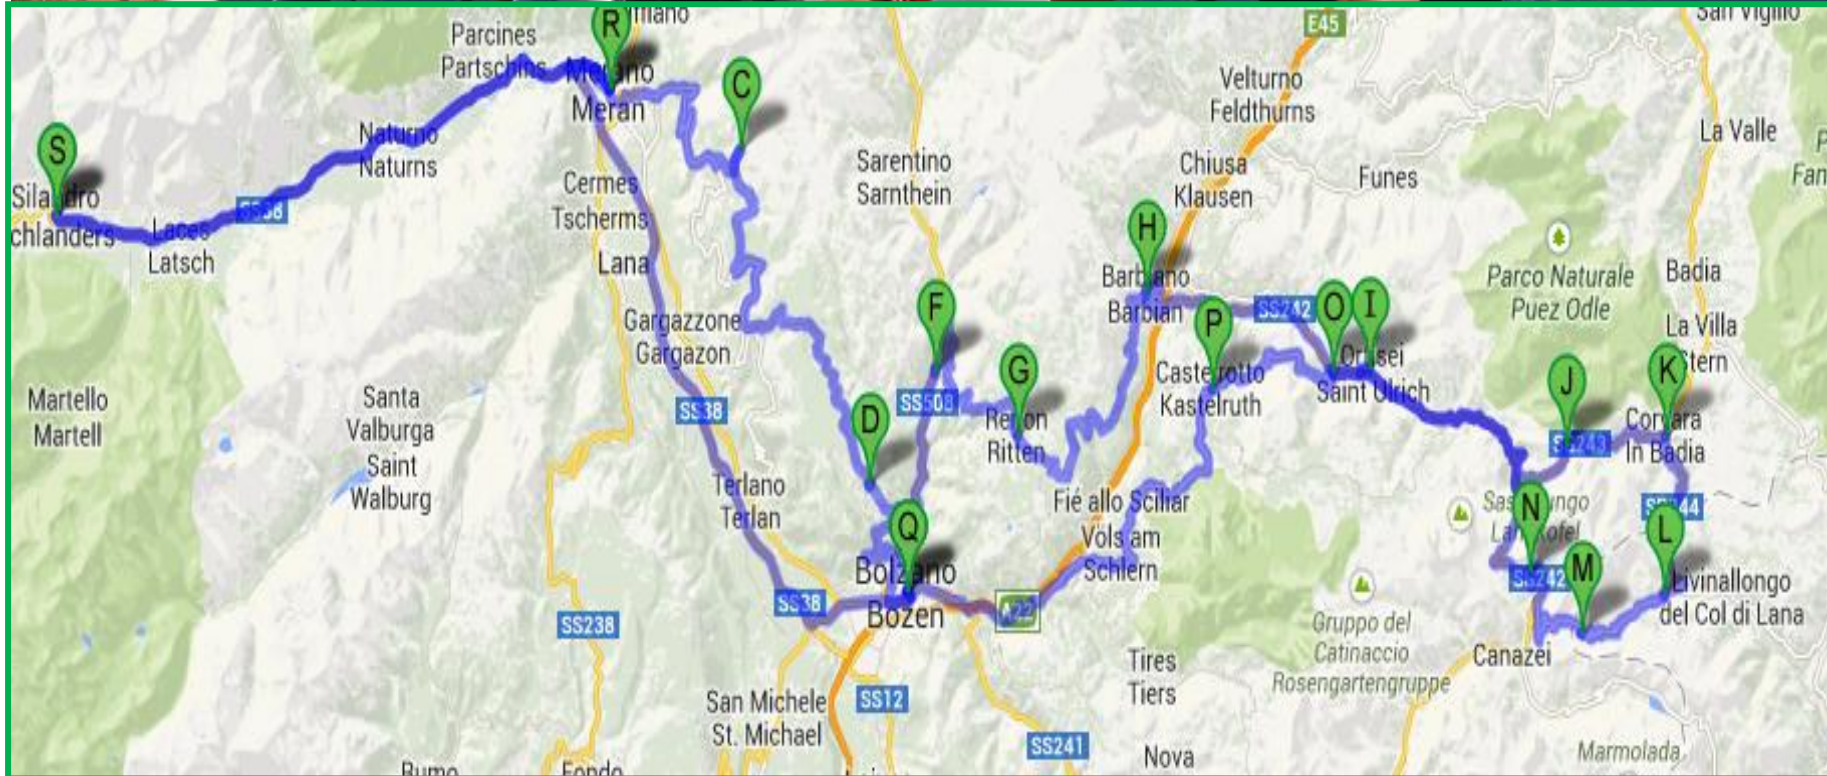 San Vigilio
E45
R
Parcines
Partschins
Merano
Meran
C
Velturno
Feldthurns
La Valle
S
Naturno
Naturns
Sarentino
Sarnthein
Chiusa
Klausen
Funes
Cermes
Tscherms
Silandro
chlanders
SS38
Laces
Latsch
H
Lana
Barbiano
Barbian
Parco Naturale
Puez Odle
Badia
F
SS242
P
O
I
Gargazzone
Gargazon
La Villa
Stern
G
Ortisei
Saint Ulrich
Castelrotto
Kastelruth
J
K
Martello
Martell
Santa
Valburga
Saint
Walburg
SS38
SS508
D
Renon
Ritten
SS243
Corvara
In Badia
Terlano
Terlan
Fié allo Sciliar
Vols am
Schlern
N
SS244
L
Q
Bolzano
Bozen
SS38
A22
SS242
M
Livinallongo
del Col di Lana
SS238
Gruppo del
Catinaccio
Rosengartengruppe
Canazei
Tires
Tiers
San Michele
St. Michael
SS12
SS241
Nova
Marmolada
Rumo
Fondo